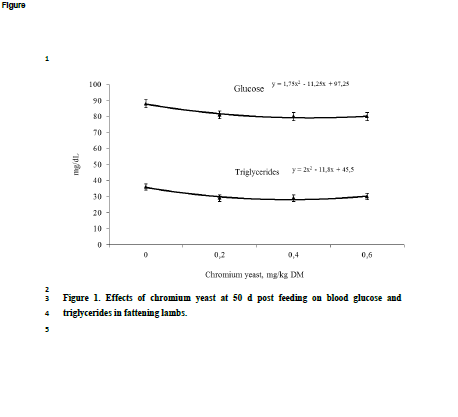 Figure
1
100
90
80
70
60
50
40
30
20
10
0
mg/dL
Glucose y = 1,75x² - 11,25x + 97,25
Triglycerides y = 2x² - 11,8x + 45,5
0 0,2 0,4 0,6
Chromium yeast, mg/kg DM
2
3 Figure 1. Effects of chromium yeast at 50 d post feeding on blood glucose and
4 triglycerides in fattening lambs.
5